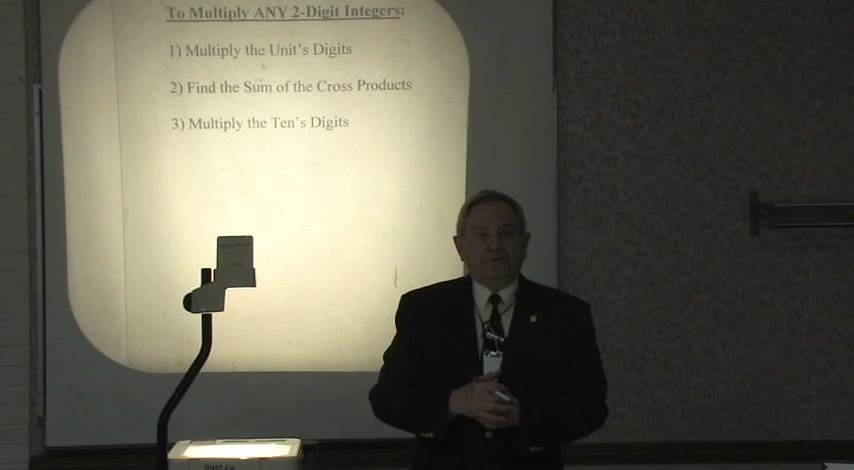 To Multiply ANY 2-Digit Integers:
1) Multiply the Unit's Digits
2) Find the Sum of the Cross Products
3) Multiply the Ten's Digits